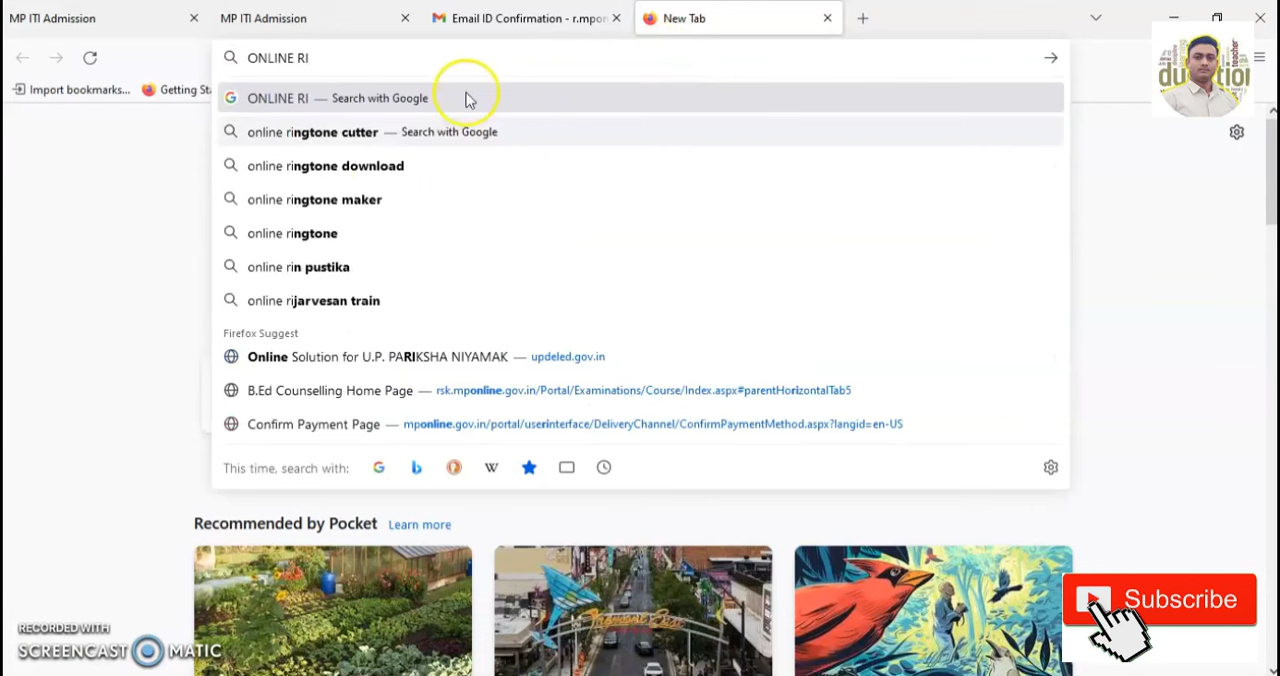 MP ITI Admission
MP ITI Admission
Email ID Confirmation - r.mpon
New Tab
ONLINE RI
Import bookmarks...
Getting Sta
ONLINE RI — Search with Google
online ringtone cutter — Search with Google
online ringtone download
online ringtone maker
online ringtone
online rin pustika
online rijarvesan train
Firefox Suggest
Online Solution for U.P. PARIKSHA NIYAMAK — updeled.gov.in
B.Ed Counselling Home Page — rsk.mponline.gov.in/Portal/Examinations/Course/Index.aspx#parentHorizontalTab5
Confirm Payment Page — mponline.gov.in/portal/userinterface/DeliveryChannel/ConfirmPaymentMethod.aspx?langid=en-US
This time, search with:
Recommended by Pocket Learn more
Subscribe
RECORDED WITH
SCREENCAST MATIC
teacher